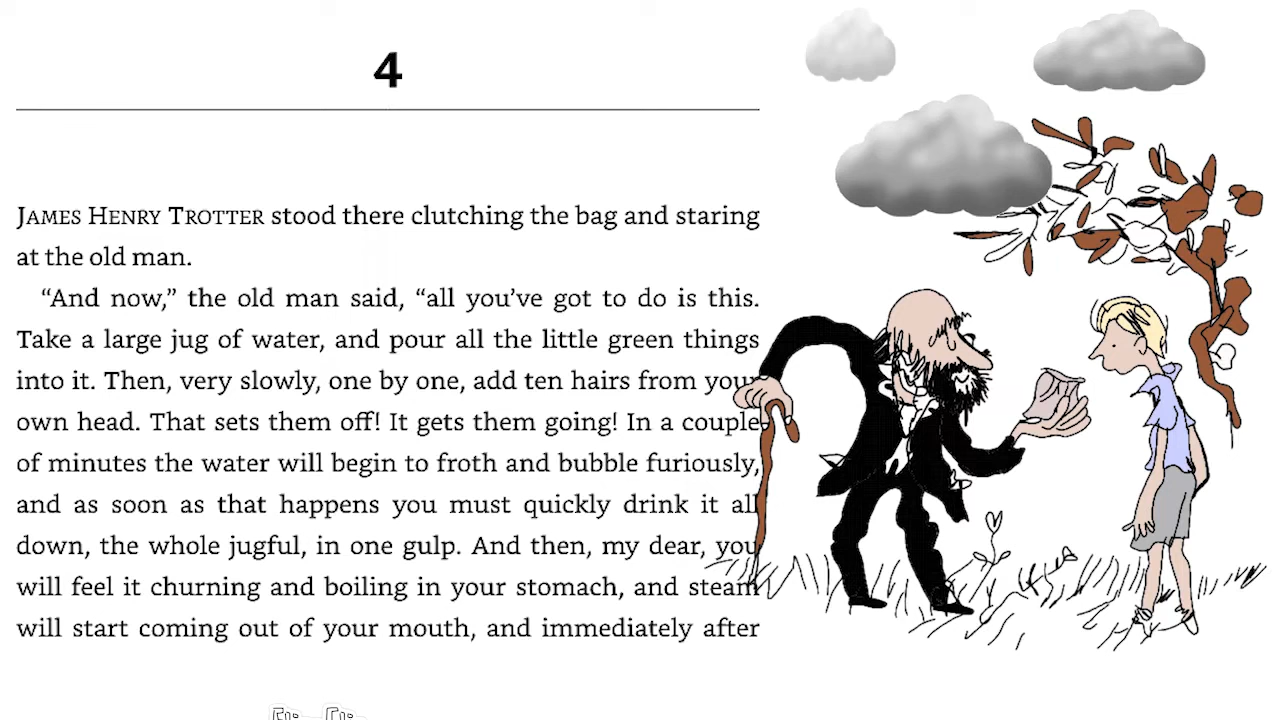 4
JAMES HENRY TROTTER stood there clutching the bag and staring
at the old man.
“And now,” the old man said, “all you’ve got to do is this.
Take a large jug of water, and pour all the little green things
into it. Then, very slowly, one by one, add ten hairs from your
own head. That sets them off! It gets them going! In a couple
of minutes the water will begin to froth and bubble furiously,
and as soon as that happens you must quickly drink it all
down, the whole jugful, in one gulp. And then, my dear, you
will feel it churning and boiling in your stomach, and steam
will start coming out of your mouth, and immediately after